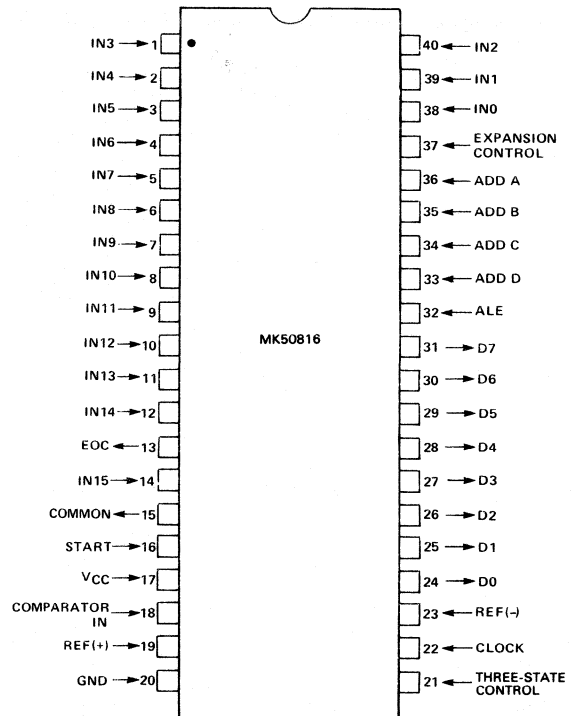 IN3 1 40 IN2
IN4 2 39 IN1
IN5 3 38 IN0
IN6 4 37 EXPANSION CONTROL
IN7 5 36 ADD A
IN8 6 35 ADD B
IN9 7 34 ADD C
IN10 8 33 ADD D
IN11 9 32 ALE
MK50816
IN12 10 31 D7
IN13 11 30 D6
IN14 12 29 D5
EOC 13 28 D4
IN15 14 27 D3
COMMON 15 26 D2
START 16 25 D1
VCC 17 24 D0
COMPARATOR IN 18 23 REF(-)
REF(+) 19 22 CLOCK
GND 20 21 THREE-STATE CONTROL